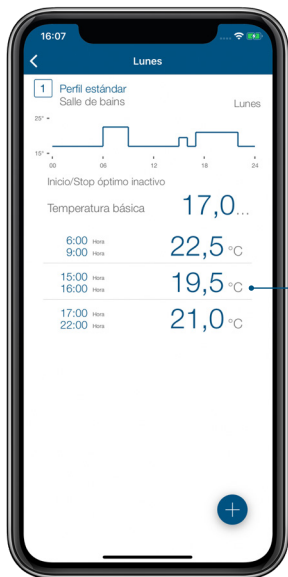 16:07
Lunes
1 Perfil estándar
Salle de bains
Lunes
25°
15°
00 06 12 18 24
Inicio/Stop óptimo inactivo
Temperatura básica 17,0...
6:00 Hora
9:00 Hora
22,5 °C
15:00 Hora
16:00 Hora
19,5 °C
17:00 Hora
22:00 Hora
21,0 °C
+